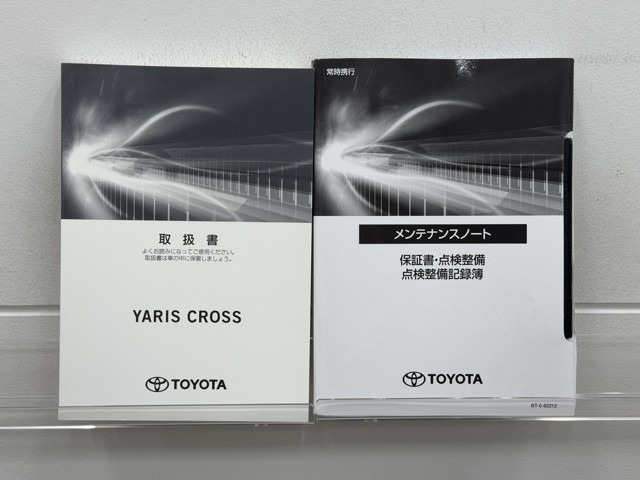 取扱書
よくお読みになってご使用ください。
取扱書は車の中に保管しましょう。
YARIS CROSS
TOYOTA
常時携行
メンテナンスノート
保証書・点検整備
点検整備記録簿
TOYOTA